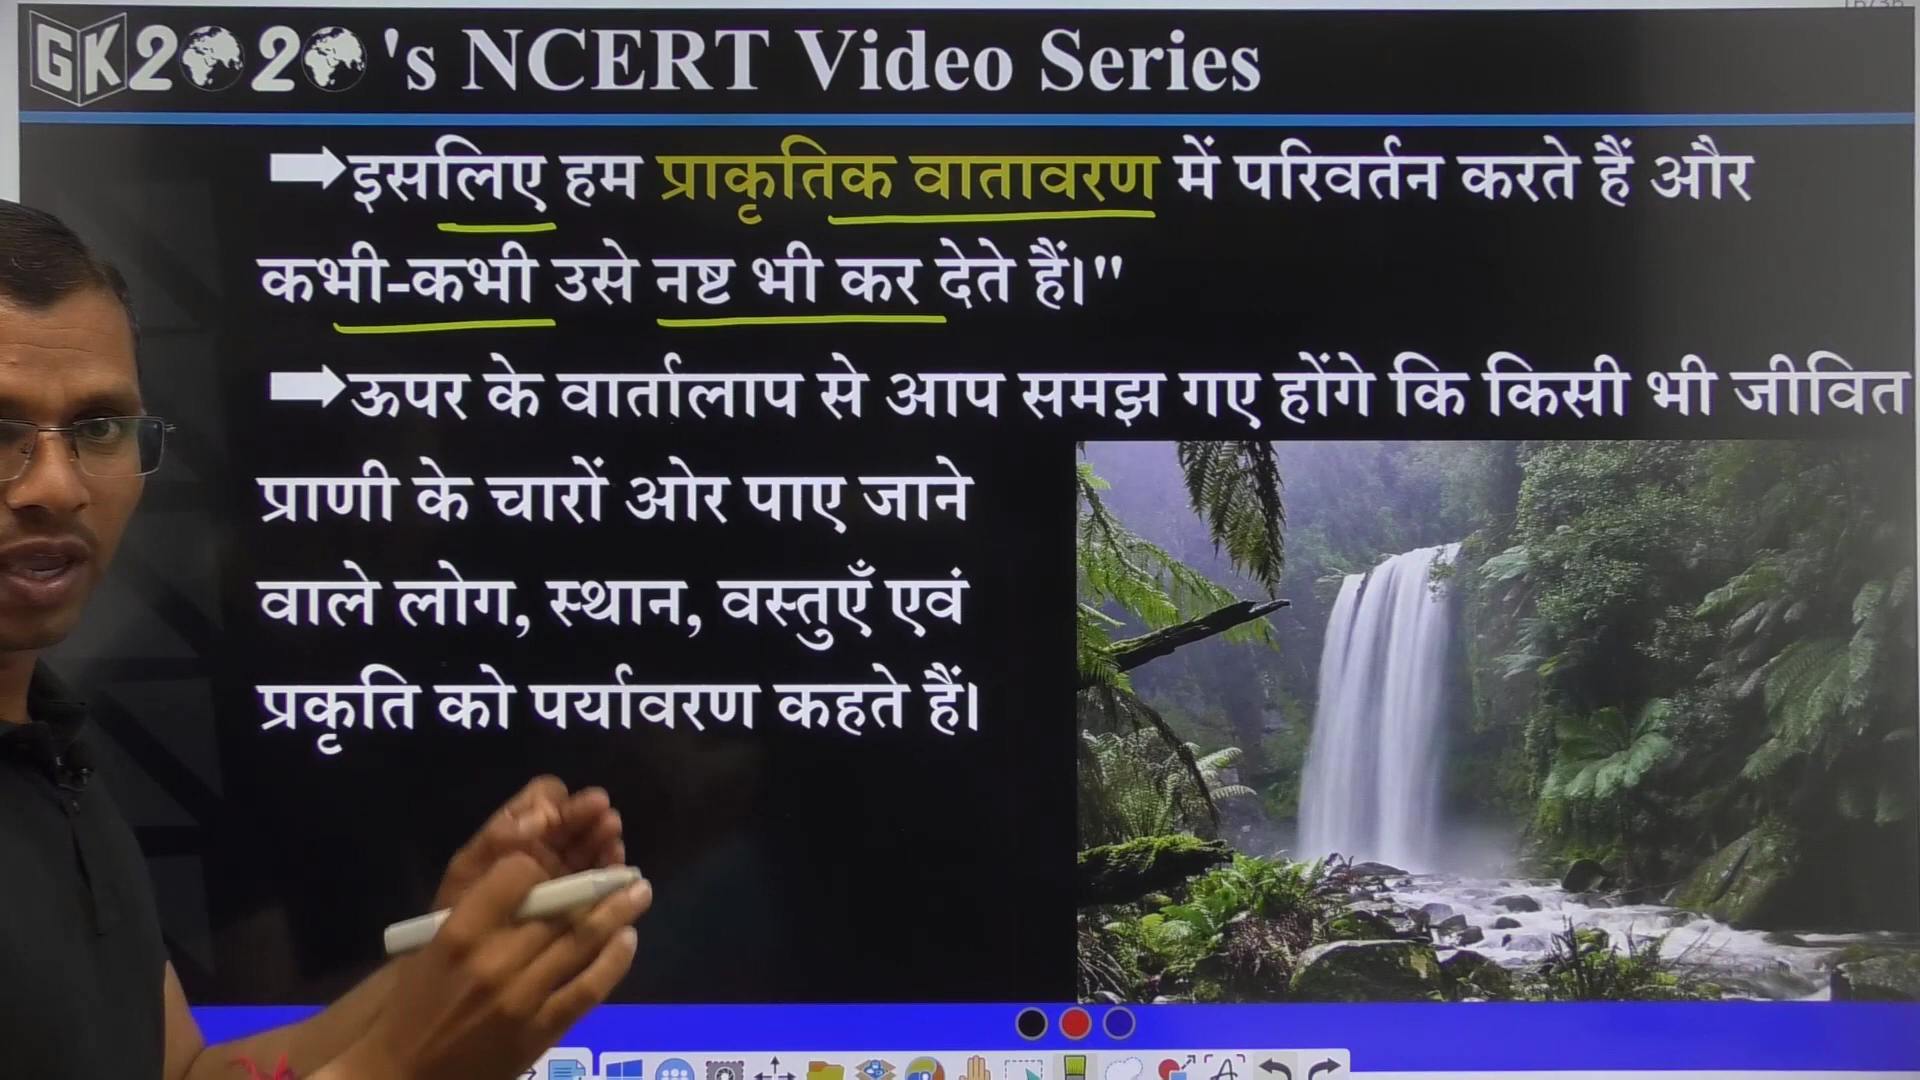 GK2020's NCERT Video Series
➡इसलिए हम प्राकृतिक वातावरण में परिवर्तन करते हैं और
कभी-कभी उसे नष्ट भी कर देते हैं।"
➡ऊपर के वार्तालाप से आप समझ गए होंगे कि किसी भी जीवित
प्राणी के चारों ओर पाए जाने
वाले लोग, स्थान, वस्तुएँ एवं
प्रकृति को पर्यावरण कहते हैं।